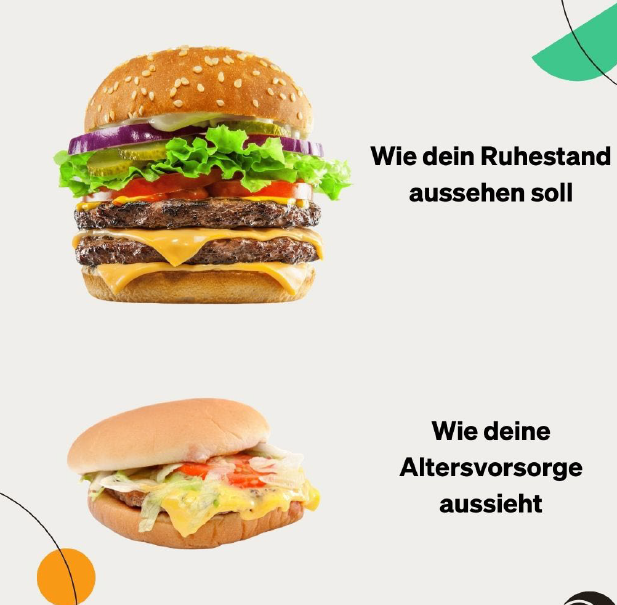 Wie dein Ruhestand
aussehen soll
Wie deine
Altersvorsorge
aussieht